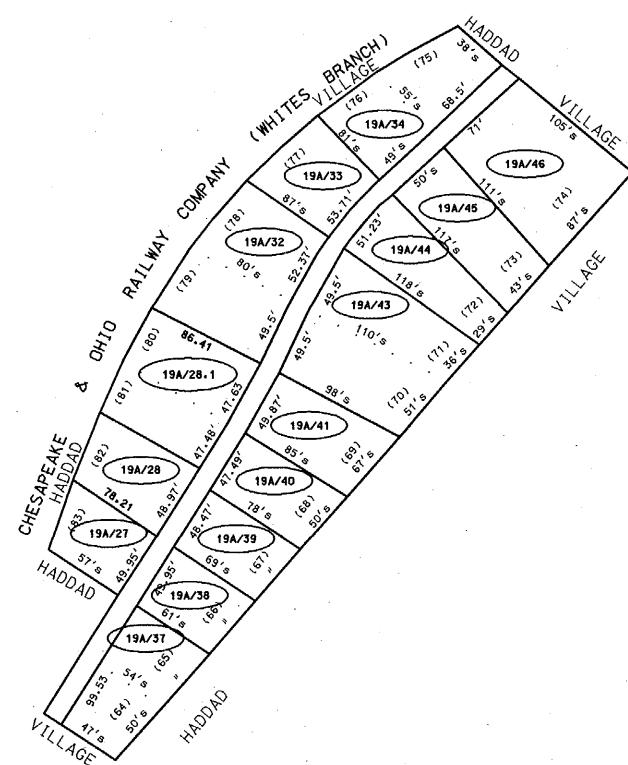 HADDAD
VILLAGE
VILLAGE
HADDAD
VILLAGE
HADDAD
HADDAD
VILLAGE
CHESAPEAKE & OHIO RAILWAY COMPANY (WHITES BRANCH)
(75)
38's
(76)
55's
68.5'
19A/34
81's
49's
(77)
19A/33
87's
53.71'
(78)
19A/32
80's
52.37'
(79)
49.5'
(80)
86.41
19A/28.1
(81)
47.63
47.48'
(82)
19A/28
78.21
48.97'
(83)
19A/27
57's
49.95'
71'
105's
19A/46
(74)
87's
50's
111's
19A/45
(73)
43's
51.23'
19A/44
117's
(72)
29's
118's
49.5'
19A/43
110's
(71)
36's
49.5'
(70)
51's
98's
49.87'
19A/41
(69)
67's
85's
47.49'
19A/40
(68)
50's
78's
48.47'
19A/39
(67)
"
69's
49.95'
19A/38
(66)
"
61's
19A/37
(65)
"
54's
99.53
(64)
50's
47's